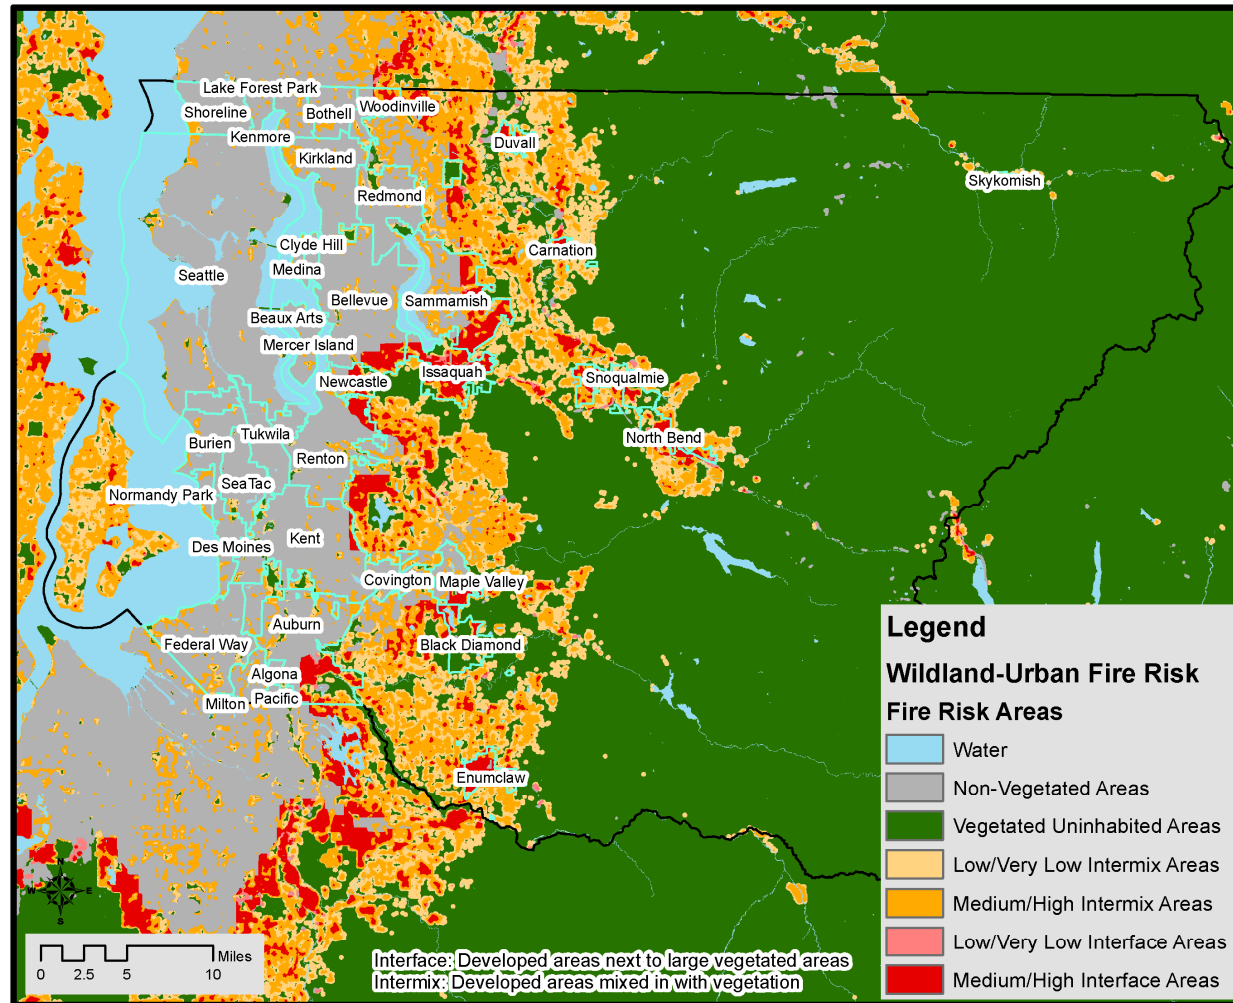 Lake Forest Park
Shoreline
Bothell
Woodinville
Kenmore
Duvall
Kirkland
Skykomish
Redmond
Clyde Hill
Carnation
Medina
Seattle
Bellevue
Sammamish
Beaux Arts
Mercer Island
Newcastle
Issaquah
Snoqualmie
Tukwila
Burien
North Bend
Renton
SeaTac
Normandy Park
Kent
Des Moines
Covington
Maple Valley
Auburn
Federal Way
Black Diamond
Algona
Milton
Pacific
Enumclaw
Legend
Wildland-Urban Fire Risk
Fire Risk Areas
Water
Non-Vegetated Areas
Vegetated Uninhabited Areas
Low/Very Low Intermix Areas
Medium/High Intermix Areas
Low/Very Low Interface Areas
Medium/High Interface Areas
N
W
E
S
Miles
0 2.5 5 10
Interface: Developed areas next to large vegetated areas
Intermix: Developed areas mixed in with vegetation